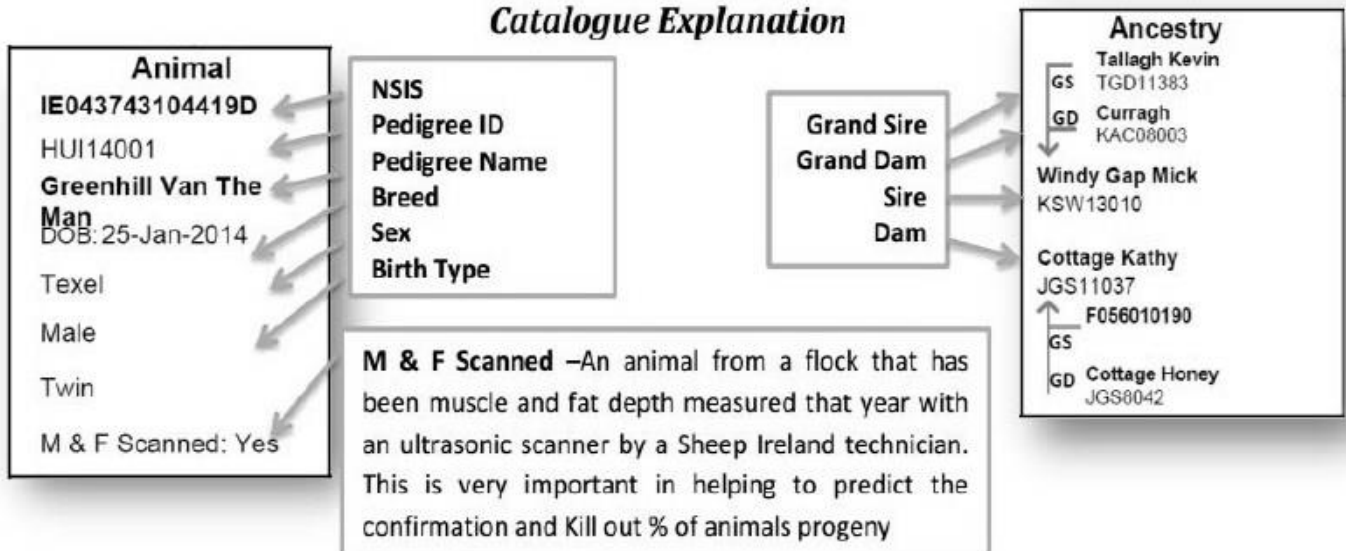 Catalogue Explanation
Animal
IE043743104419D
HUI14001
Greenhill Van The
Man
DOB:25-Jan-2014
Texel
Male
Twin
M & F Scanned: Yes
NSIS
Pedigree ID
Pedigree Name
Breed
Sex
Birth Type
M & F Scanned –An animal from a flock that has
been muscle and fat depth measured that year with
an ultrasonic scanner by a Sheep Ireland technician.
This is very important in helping to predict the
confirmation and Kill out % of animals progeny
Grand Sire
Grand Dam
Sire
Dam
Ancestry
Tallagh Kevin
GS TGD11383
GD Curragh
KAC08003
Windy Gap Mick
KSW13010
Cottage Kathy
JGS11037
F056010190
GS
GD Cottage Honey
JGS8042